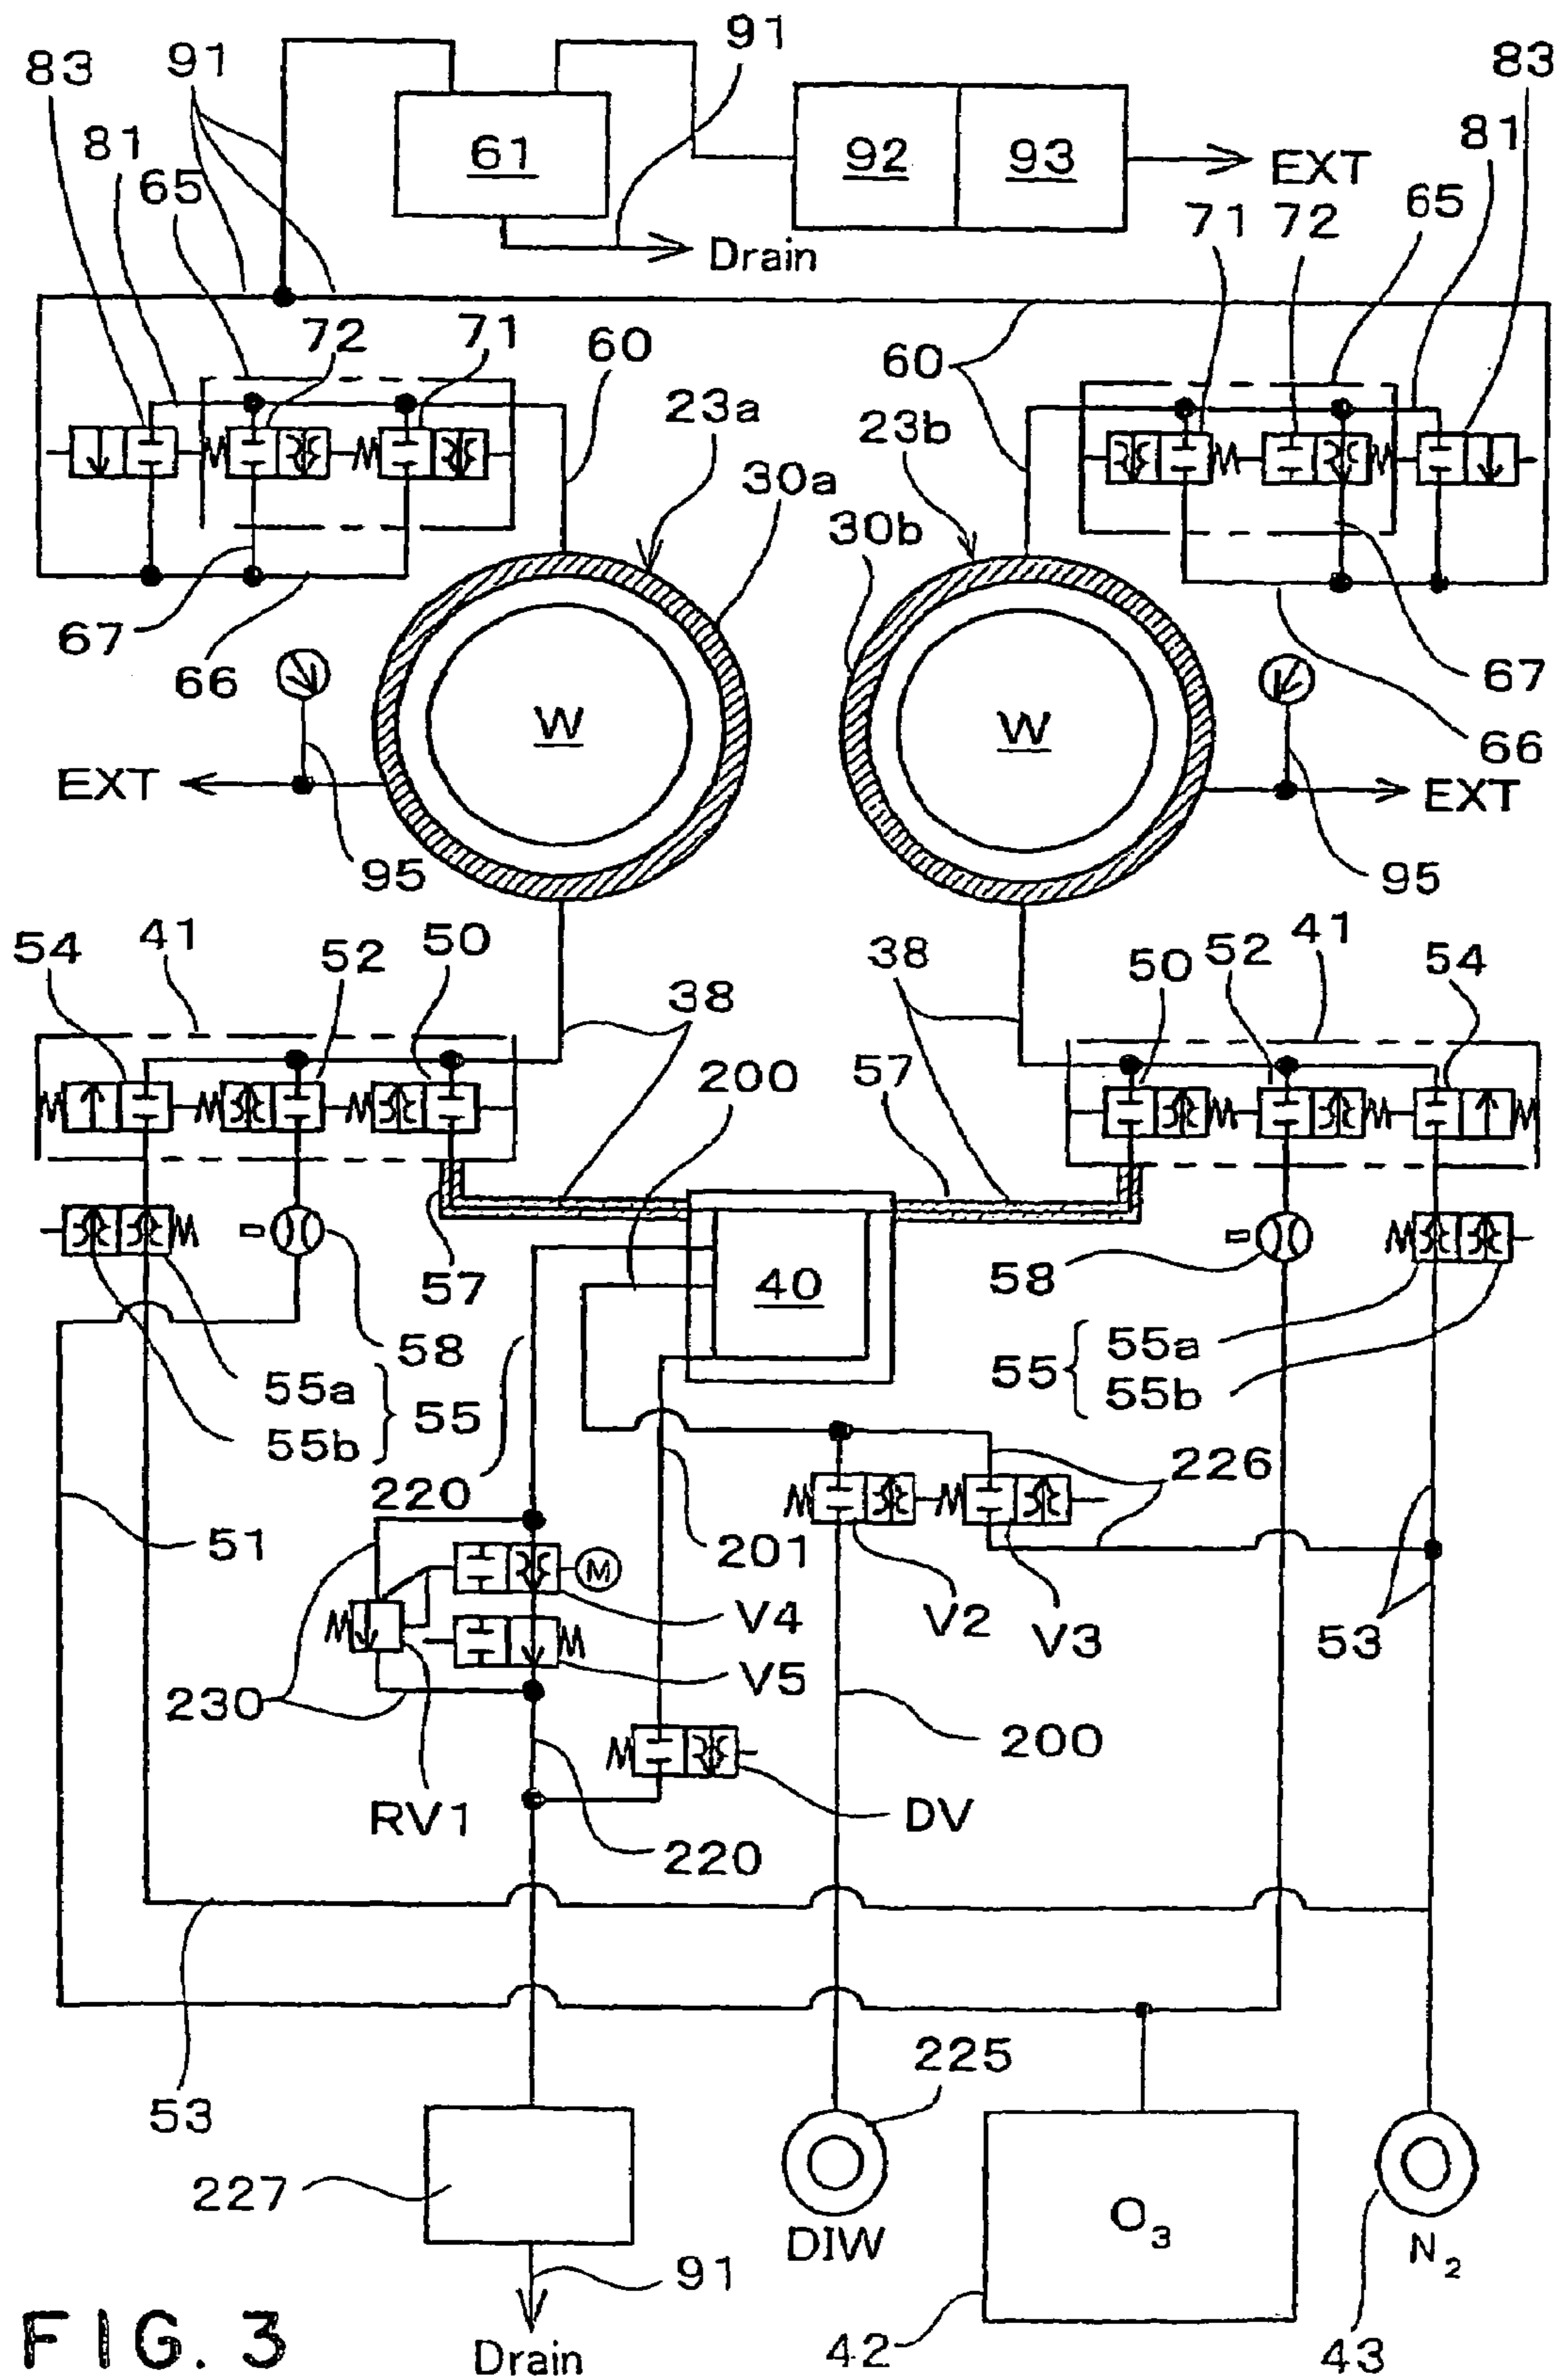 91
83
91
83
81
61
92
93
EXT
81
65
65
71
72
Drain
72
71
60
60
23a
23b
30a
30b
67
66
W
W
67
66
EXT
EXT
95
95
54
41
52
50
38
38
50
52
41
54
200
57
57
40
58
58
55a
55
55b
55
55a
55b
220
226
51
201
V4
V2
V3
53
V5
230
200
RV1
DV
220
53
225
227
DIW
O3
N2
91
42
43
Drain
FIG. 3